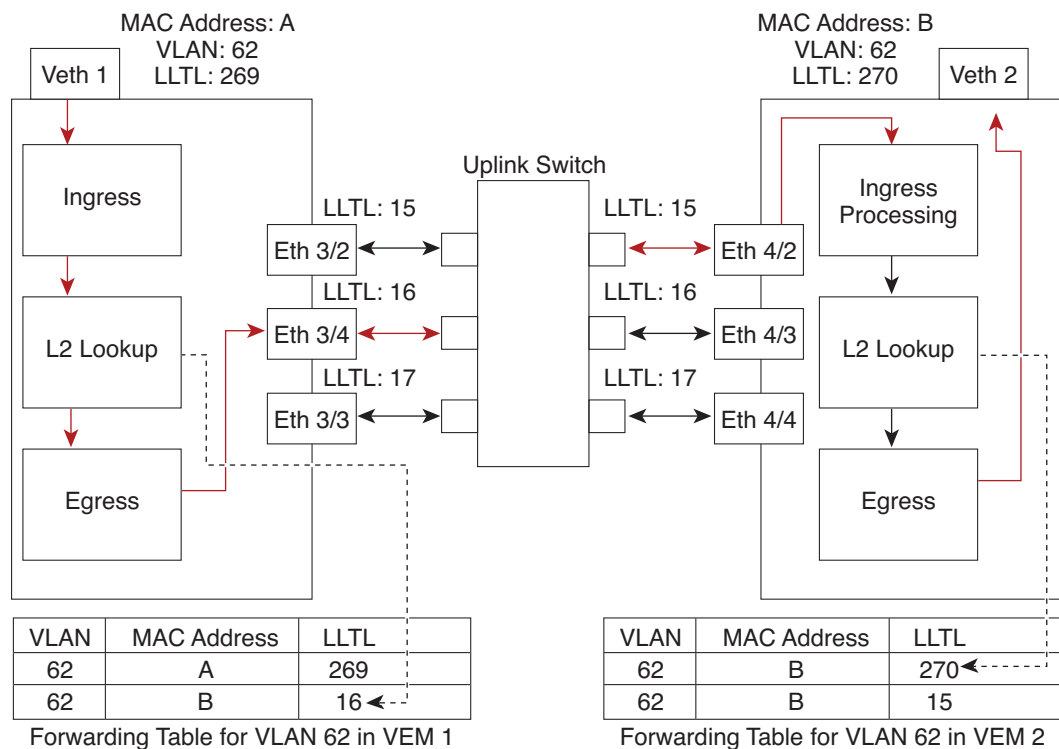 MAC Address: A
VLAN: 62
LLTL: 269
Veth 1
MAC Address: B
VLAN: 62
LLTL: 270
Veth 2
Ingress
L2 Lookup
Egress
Uplink Switch
LLTL: 15
Eth 3/2
LLTL: 16
Eth 3/4
LLTL: 17
Eth 3/3
LLTL: 15
Eth 4/2
LLTL: 16
Eth 4/3
LLTL: 17
Eth 4/4
Ingress
Processing
L2 Lookup
Egress
VLAN MAC Address LLTL
62 A 269
62 B 16
Forwarding Table for VLAN 62 in VEM 1
VLAN MAC Address LLTL
62 B 270
62 B 15
Forwarding Table for VLAN 62 in VEM 2